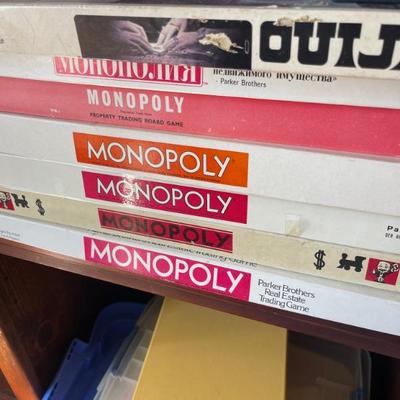 OUIJA
МОНОПОЛИЯ
недвижимого имущества»
- Parker Brothers
MONOPOLY
PROPERTY TRADING BOARD GAME
MONOPOLY
MONOPOLY
MONOPOLY
$
$
MONOPOLY
Parker Brothers
Real Estate
Trading Game